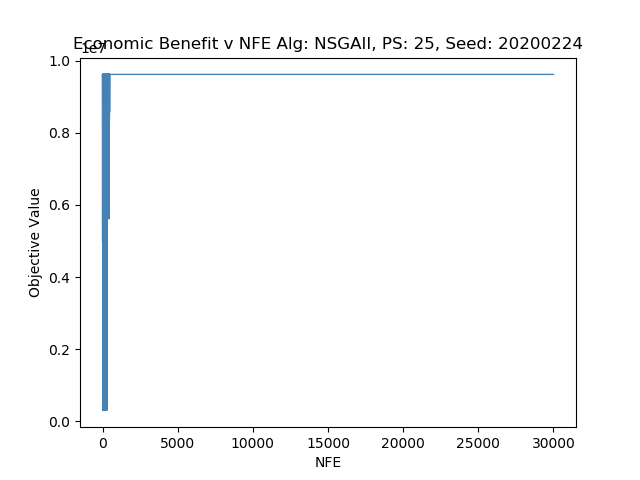 Economic Benefit v NFE Alg: NSGAII, PS: 25, Seed: 20200224
1e7
1.0
0.8
0.6
0.4
0.2
0.0
Objective Value
0 5000 10000 15000 20000 25000 30000
NFE